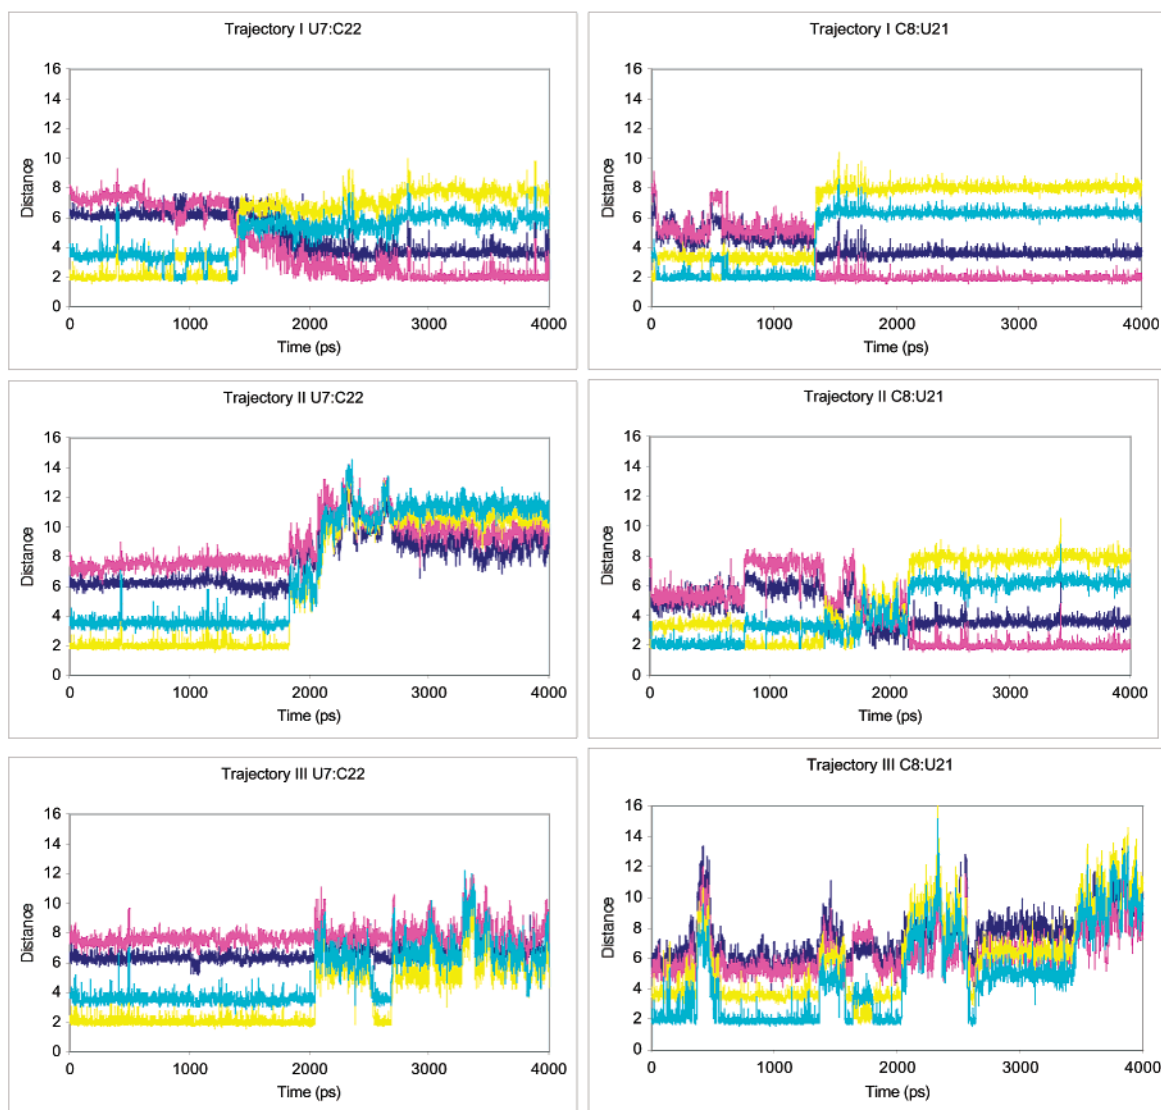 Trajectory I U7:C22
16
14
12
10
8
6
4
2
0
Distance
0 1000 2000 3000 4000
Time (ps)
Trajectory I C8:U21
16
14
12
10
8
6
4
2
0
Distance
0 1000 2000 3000 4000
Time (ps)
Trajectory II U7:C22
16
14
12
10
8
6
4
2
0
Distance
0 1000 2000 3000 4000
Time (ps)
Trajectory II C8:U21
16
14
12
10
8
6
4
2
0
Distance
0 1000 2000 3000 4000
Time (ps)
Trajectory III U7:C22
16
14
12
10
8
6
4
2
0
Distance
0 1000 2000 3000 4000
Time (ps)
Trajectory III C8:U21
16
14
12
10
8
6
4
2
0
Distance
0 1000 2000 3000 4000
Time (ps)